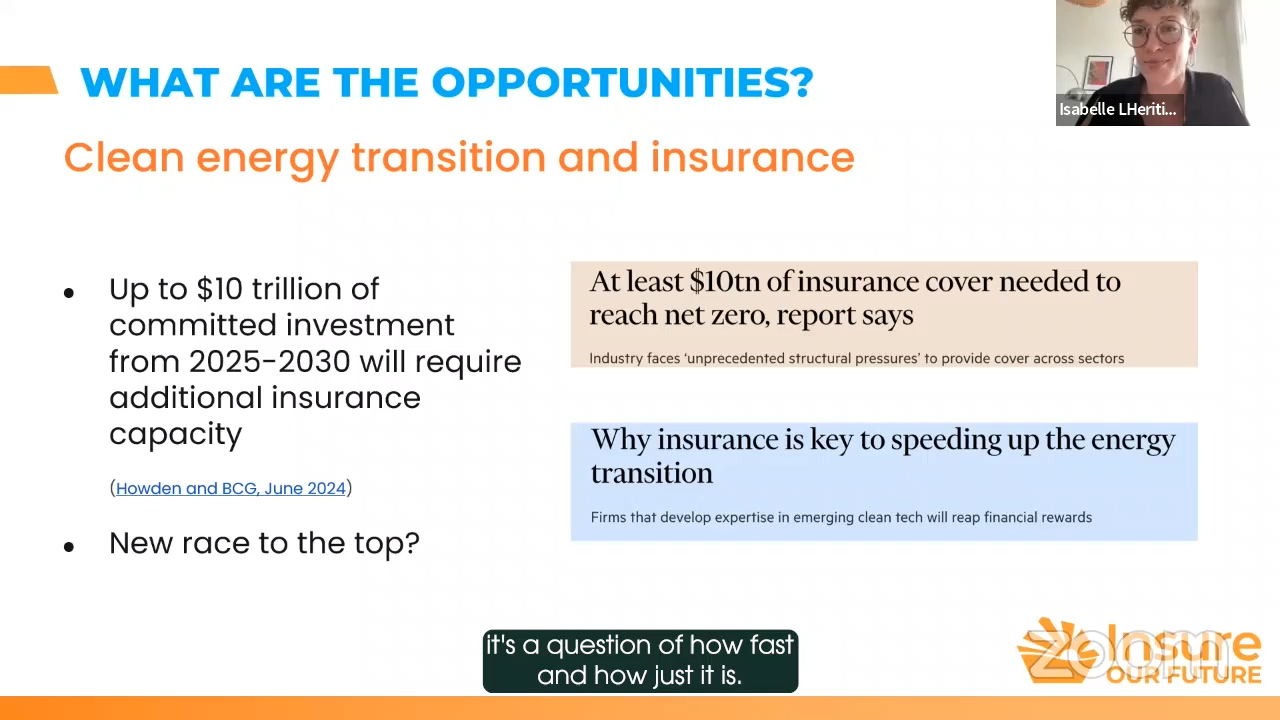 WHAT ARE THE OPPORTUNITIES?
Isabelle LHeriti...
Clean energy transition and insurance
• Up to $10 trillion of
committed investment
from 2025-2030 will require
additional insurance
capacity
(Howden and BCG, June 2024)
• New race to the top?
At least $10tn of insurance cover needed to
reach net zero, report says
Industry faces ‘unprecedented structural pressures’ to provide cover across sectors
Why insurance is key to speeding up the energy
transition
Firms that develop expertise in emerging clean tech will reap financial rewards
it's a question of how fast
and how just it is.
Insure
OUR FUTURE
zoom